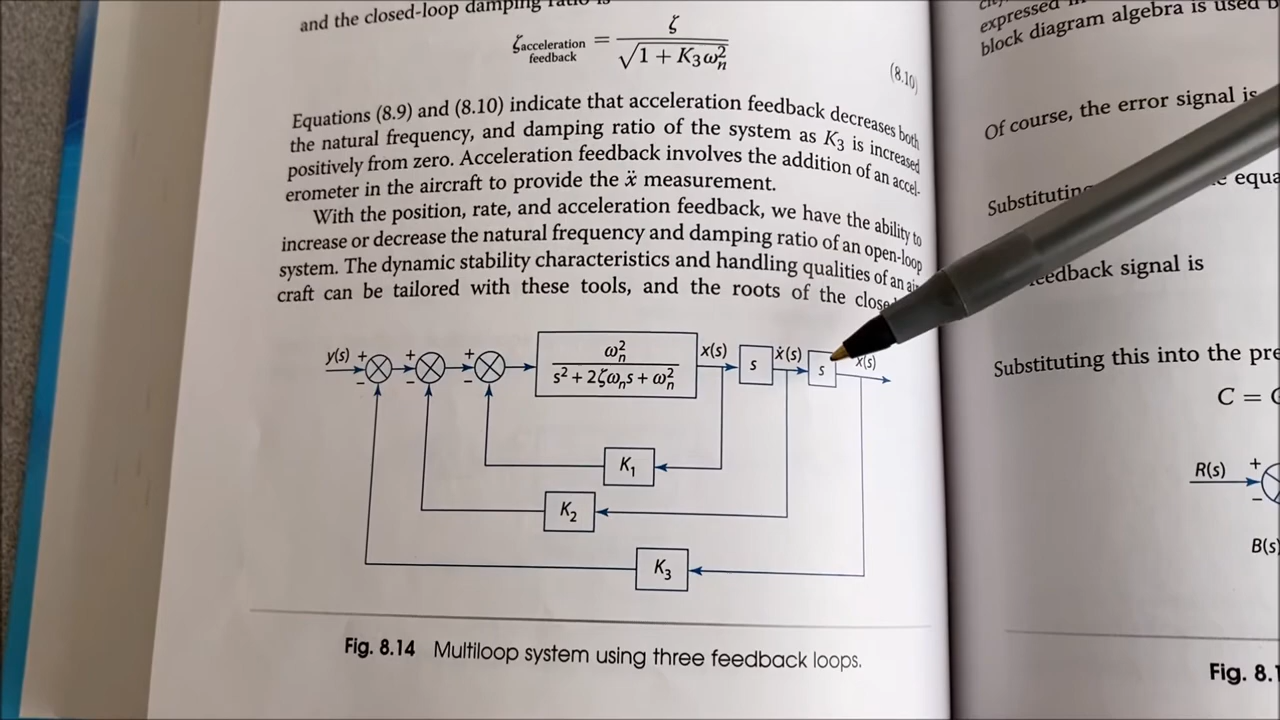 and the closed-loop damping ratio is
ζacceleration feedback = ζ / √1 + K₃ωₙ²
(8.10)
Equations (8.9) and (8.10) indicate that acceleration feedback decreases both
the natural frequency, and damping ratio of the system as K₃ is increased
positively from zero. Acceleration feedback involves the addition of an accel-
erometer in the aircraft to provide the ẍ measurement.
With the position, rate, and acceleration feedback, we have the ability to
increase or decrease the natural frequency and damping ratio of an open-loop
system. The dynamic stability characteristics and handling qualities of an air
craft can be tailored with these tools, and the roots of the
y(s) + − + − + −
ωₙ² / s² + 2ζωₙs + ωₙ²
x(s) s ẋ(s) s
K₁
K₂
K₃
Fig. 8.14 Multiloop system using three feedback loops.
expressed
block diagram algebra is used
Of course, the error signal is
Substituting
feedback signal is
Substituting this into the
C =
R(s) + −
B(s)
Fig. 8.